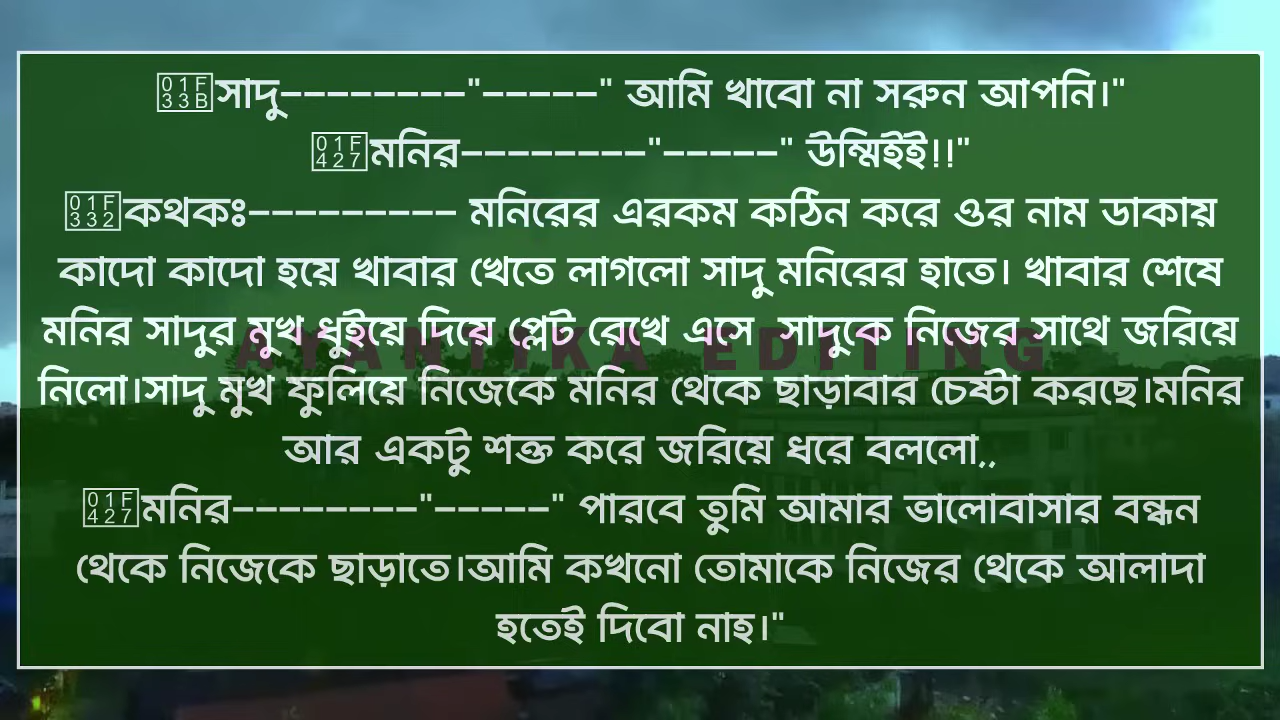 সাদু−−−−−−−−"−−−−−" আমি খাবো না সরুন আপনি।"
মনির−−−−−−−−"−−−−−" উম্মিইই!!"
কথকঃ−−−−−−−−− মনিরের এরকম কঠিন করে ওর নাম ডাকায়
কাদো কাদো হয়ে খাবার খেতে লাগলো সাদু মনিরের হাতে। খাবার শেষে
মনির সাদুর মুখ ধুইয়ে দিয়ে প্লেট রেখে এসে সাদুকে নিজের সাথে জরিয়ে
নিলো।সাদু মুখ ফুলিয়ে নিজেকে মনির থেকে ছাড়াবার চেষ্টা করছে।মনির
আর একটু শক্ত করে জরিয়ে ধরে বললো,,
মনির−−−−−−−−"−−−−−" পারবে তুমি আমার ভালোবাসার বন্ধন
থেকে নিজেকে ছাড়াতে।আমি কখনো তোমাকে নিজের থেকে আলাদা
হতেই দিবো নাহ।"
AYANTIKA EDITING